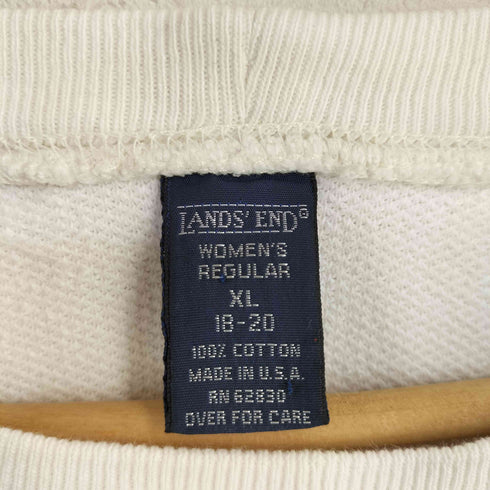 LANDS' END®
WOMEN'S
REGULAR
XL
18-20
100% COTTON
MADE IN U.S.A.
RN 62830
OVER FOR CARE